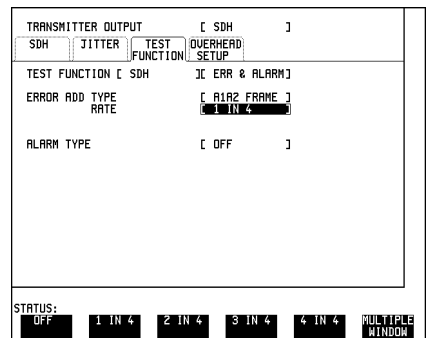 TRANSMITTER OUTPUT [ SDH ]
SDH JITTER TEST FUNCTION OVERHEAD SETUP
TEST FUNCTION [ SDH ][ ERR & ALARM]
ERROR ADD TYPE [ A1A2 FRAME ]
RATE [ 1 IN 4 ]
ALARM TYPE [ OFF ]
STATUS:
OFF 1 IN 4 2 IN 4 3 IN 4 4 IN 4 MULTIPLE WINDOW